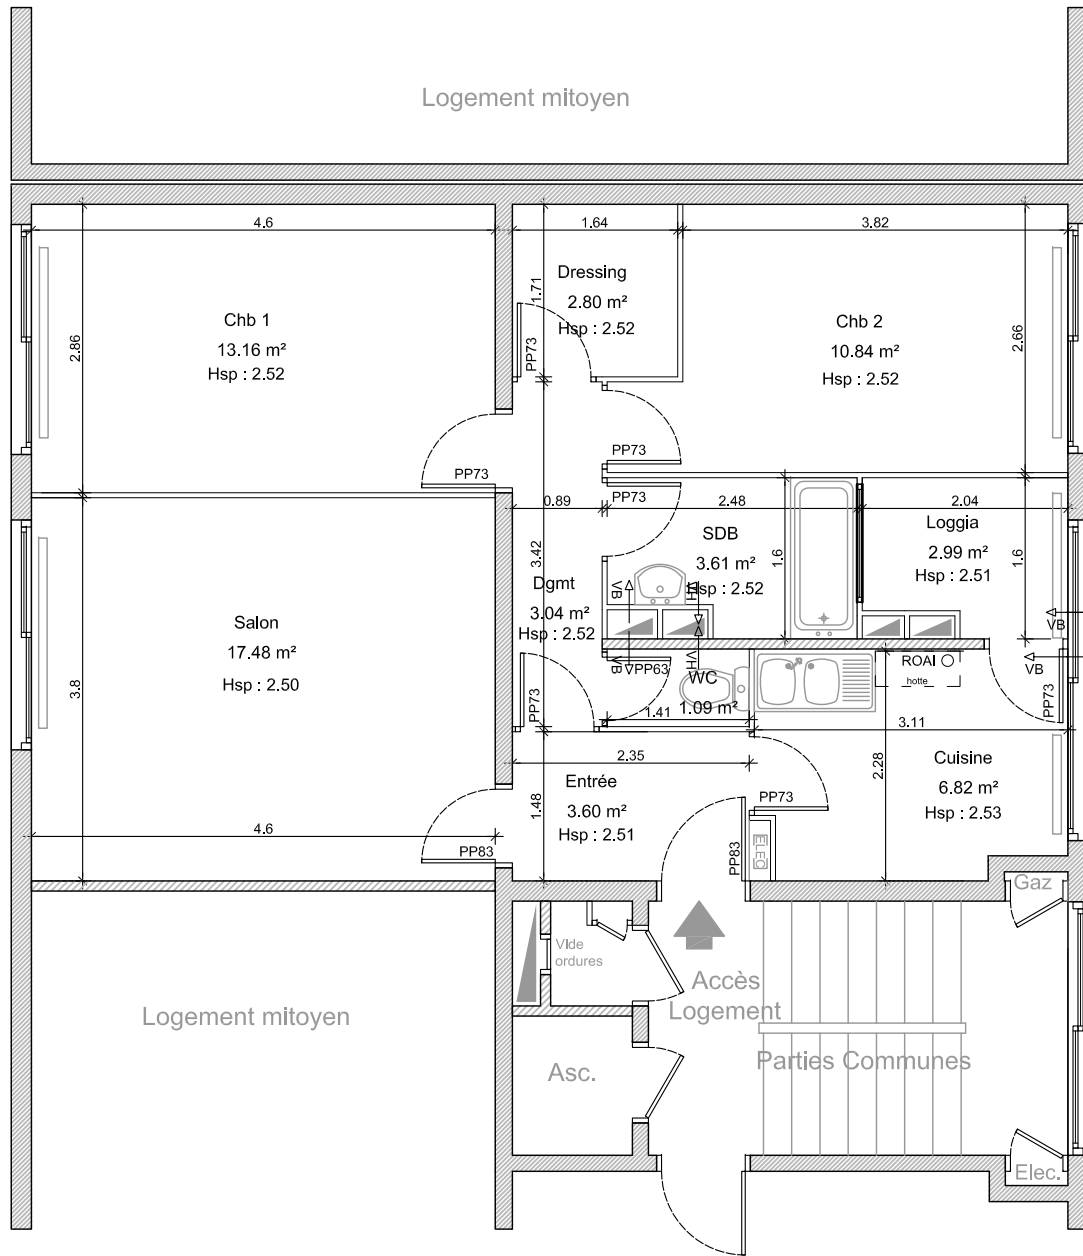 Logement mitoyen
4.6
1.64
3.82
Dressing
2.80 m²
Hsp : 2.52
1.71
PP73
Chb 1
13.16 m²
Hsp : 2.52
2.86
Chb 2
10.84 m²
Hsp : 2.52
2.66
PP73
PP73
PP73
0.89
2.48
2.04
SDB
3.61 m²
Hsp : 2.52
1.6
Loggia
2.99 m²
Hsp : 2.51
1.6
3.42
Dgmt
3.04 m²
Hsp : 2.52
VB
VH
VB
VB
Salon
17.48 m²
Hsp : 2.50
3.8
VB
VPP63
VH
WC
1.09 m²
1.41
ROAI
hotte
PP73
PP73
3.11
2.35
2.28
Cuisine
6.82 m²
Hsp : 2.53
Entrée
3.60 m²
Hsp : 2.51
1.48
PP73
4.6
PP83
PP83
ELEC
Gaz
Vide
ordures
Accès
Logement
Logement mitoyen
Asc.
Parties Communes
Elec.